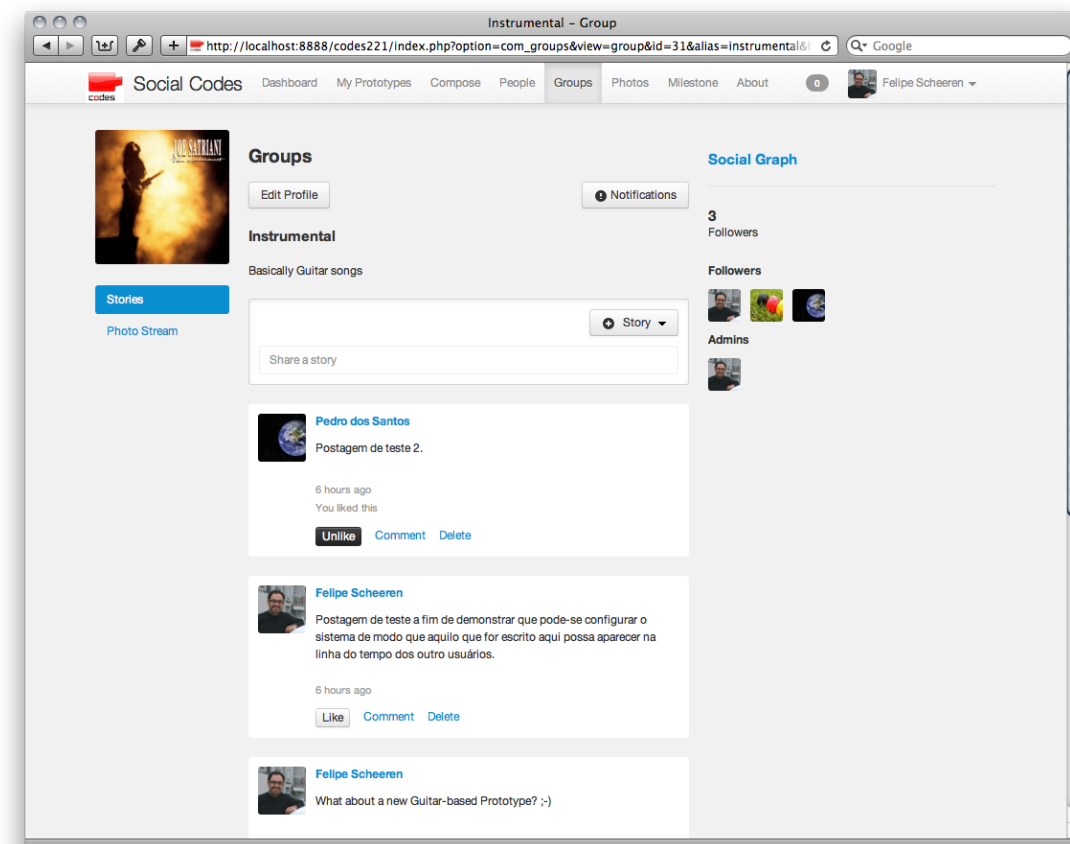 Instrumental – Group
http://localhost:8888/codes221/index.php?option=com_groups&view=group&id=31&alias=instrumental&
Google
codes
Social Codes
Dashboard
My Prototypes
Compose
People
Groups
Photos
Milestone
About
0
Felipe Scheeren
JOE SATRIANI
Groups
Edit Profile
Notifications
Instrumental
Basically Guitar songs
Stories
Photo Stream
Story
Share a story
Pedro dos Santos
Postagem de teste 2.
6 hours ago
You liked this
Unlike Comment Delete
Felipe Scheeren
Postagem de teste a fim de demonstrar que pode-se configurar o
sistema de modo que aquilo que for escrito aqui possa aparecer na
linha do tempo dos outro usuários.
6 hours ago
Like Comment Delete
Felipe Scheeren
What about a new Guitar-based Prototype? ;-)
Social Graph
3
Followers
Followers
Admins